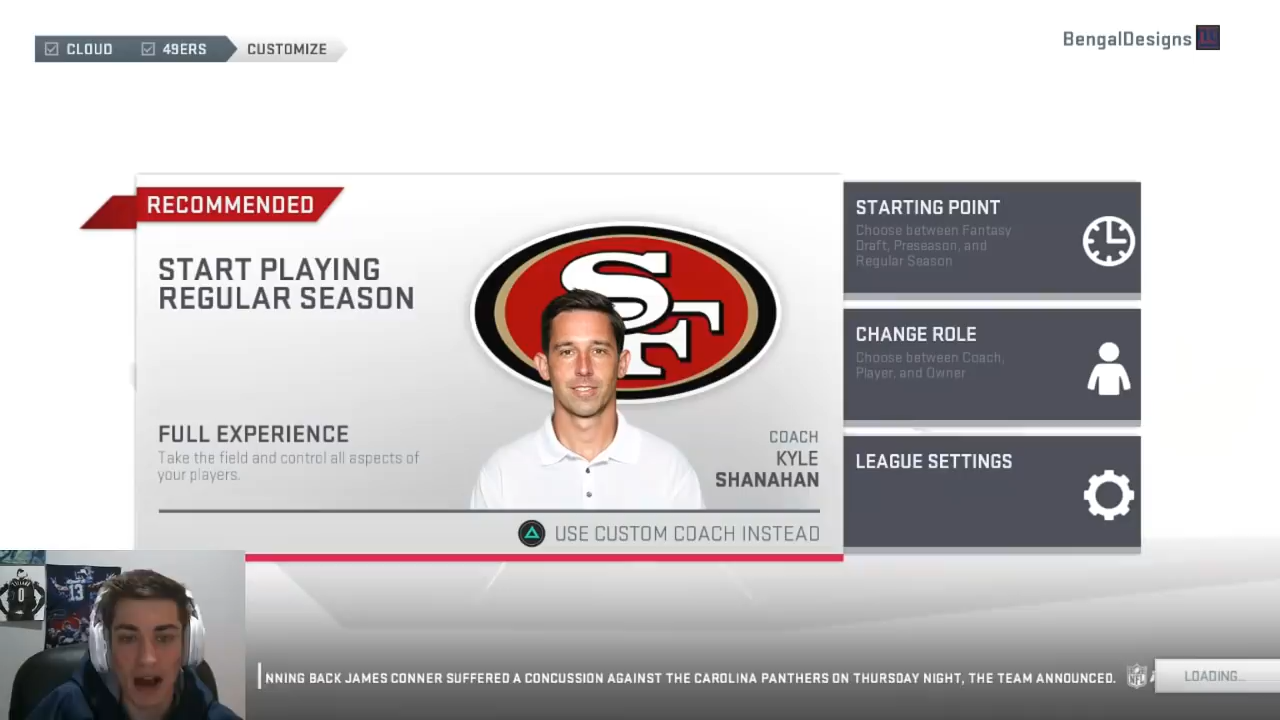 CLOUD 49ERS CUSTOMIZE
BengalDesigns
RECOMMENDED
START PLAYING
REGULAR SEASON
SF
FULL EXPERIENCE
Take the field and control all aspects of
your players.
COACH
KYLE
SHANAHAN
USE CUSTOM COACH INSTEAD
STARTING POINT
Choose between Fantasy
Draft, Preseason, and
Regular Season
CHANGE ROLE
Choose between Coach,
Player, and Owner
LEAGUE SETTINGS
0
13
NNING BACK JAMES CONNER SUFFERED A CONCUSSION AGAINST THE CAROLINA PANTHERS ON THURSDAY NIGHT, THE TEAM ANNOUNCED.
NFL
LOADING...